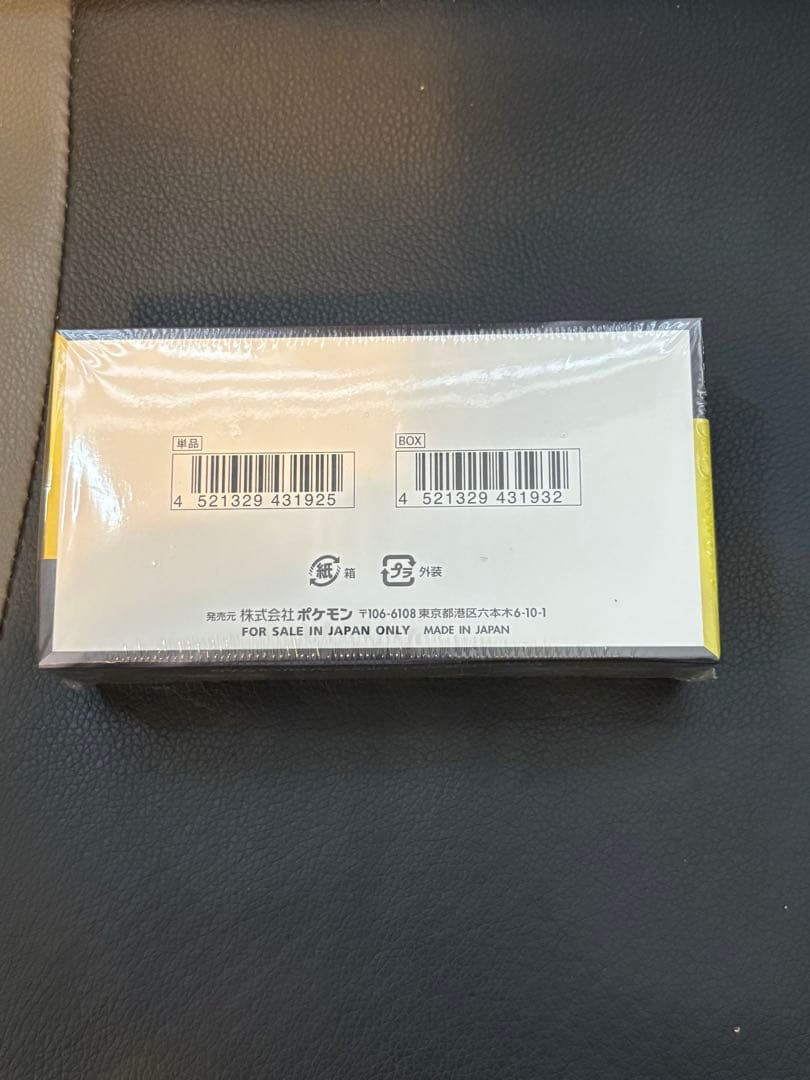 単品
4 521329 431925
BOX
4 521329 431932
紙 箱
プラ 外装
発売元 株式会社 ポケモン 〒106-6108 東京都港区六本木6-10-1
FOR SALE IN JAPAN ONLY MADE IN JAPAN